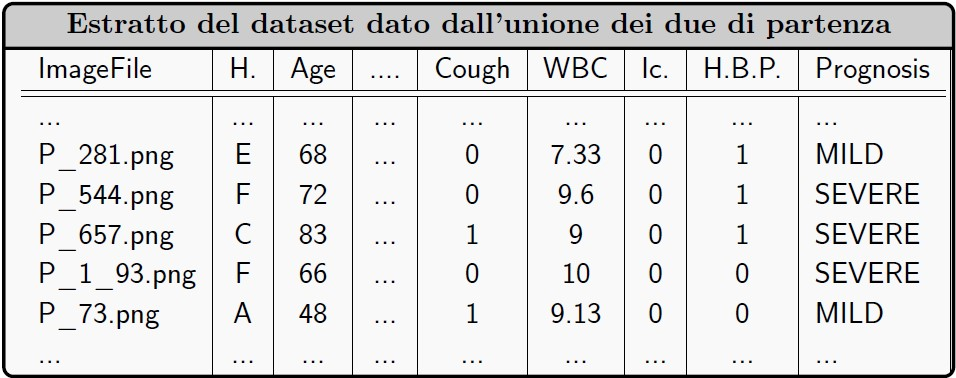 Estratto del dataset dato dall'unione dei due di partenza
ImageFile H. Age .... Cough WBC Ic. H.B.P. Prognosis
... ... ... ... ... ... ... ... ...
P_281.png E 68 ... 0 7.33 0 1 MILD
P_544.png F 72 ... 0 9.6 0 1 SEVERE
P_657.png C 83 ... 1 9 0 1 SEVERE
P_1_93.png F 66 ... 0 10 0 0 SEVERE
P_73.png A 48 ... 1 9.13 0 0 MILD
... ... ... ... ... ... ... ... ...